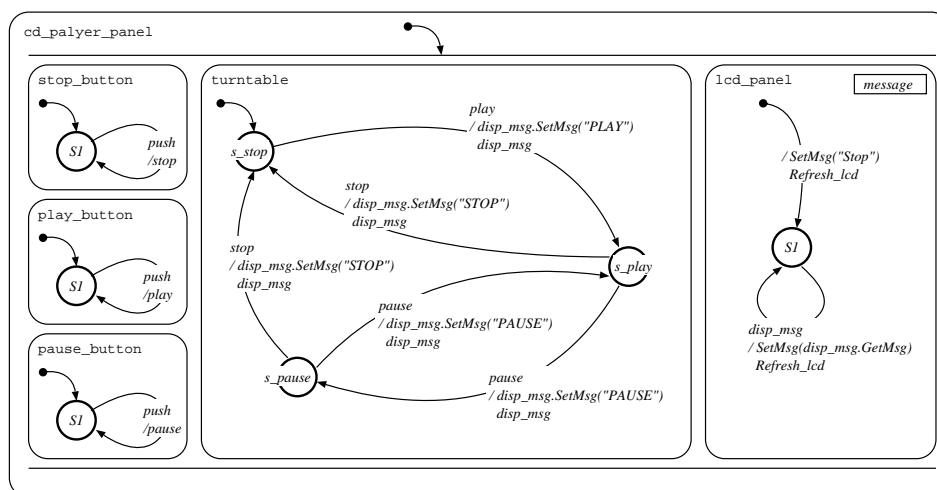 cd_palyer_panel
stop_button
S1
push
/stop
play_button
S1
push
/play
pause_button
S1
push
/pause
turntable
s_stop
play
/ disp_msg.SetMsg("PLAY")
disp_msg
stop
/ disp_msg.SetMsg("STOP")
disp_msg
stop
/ disp_msg.SetMsg("STOP")
disp_msg
s_play
pause
/ disp_msg.SetMsg("PAUSE")
disp_msg
s_pause
pause
/ disp_msg.SetMsg("PAUSE")
disp_msg
lcd_panel
message
/ SetMsg("Stop")
Refresh_lcd
S1
disp_msg
/ SetMsg(disp_msg.GetMsg)
Refresh_lcd